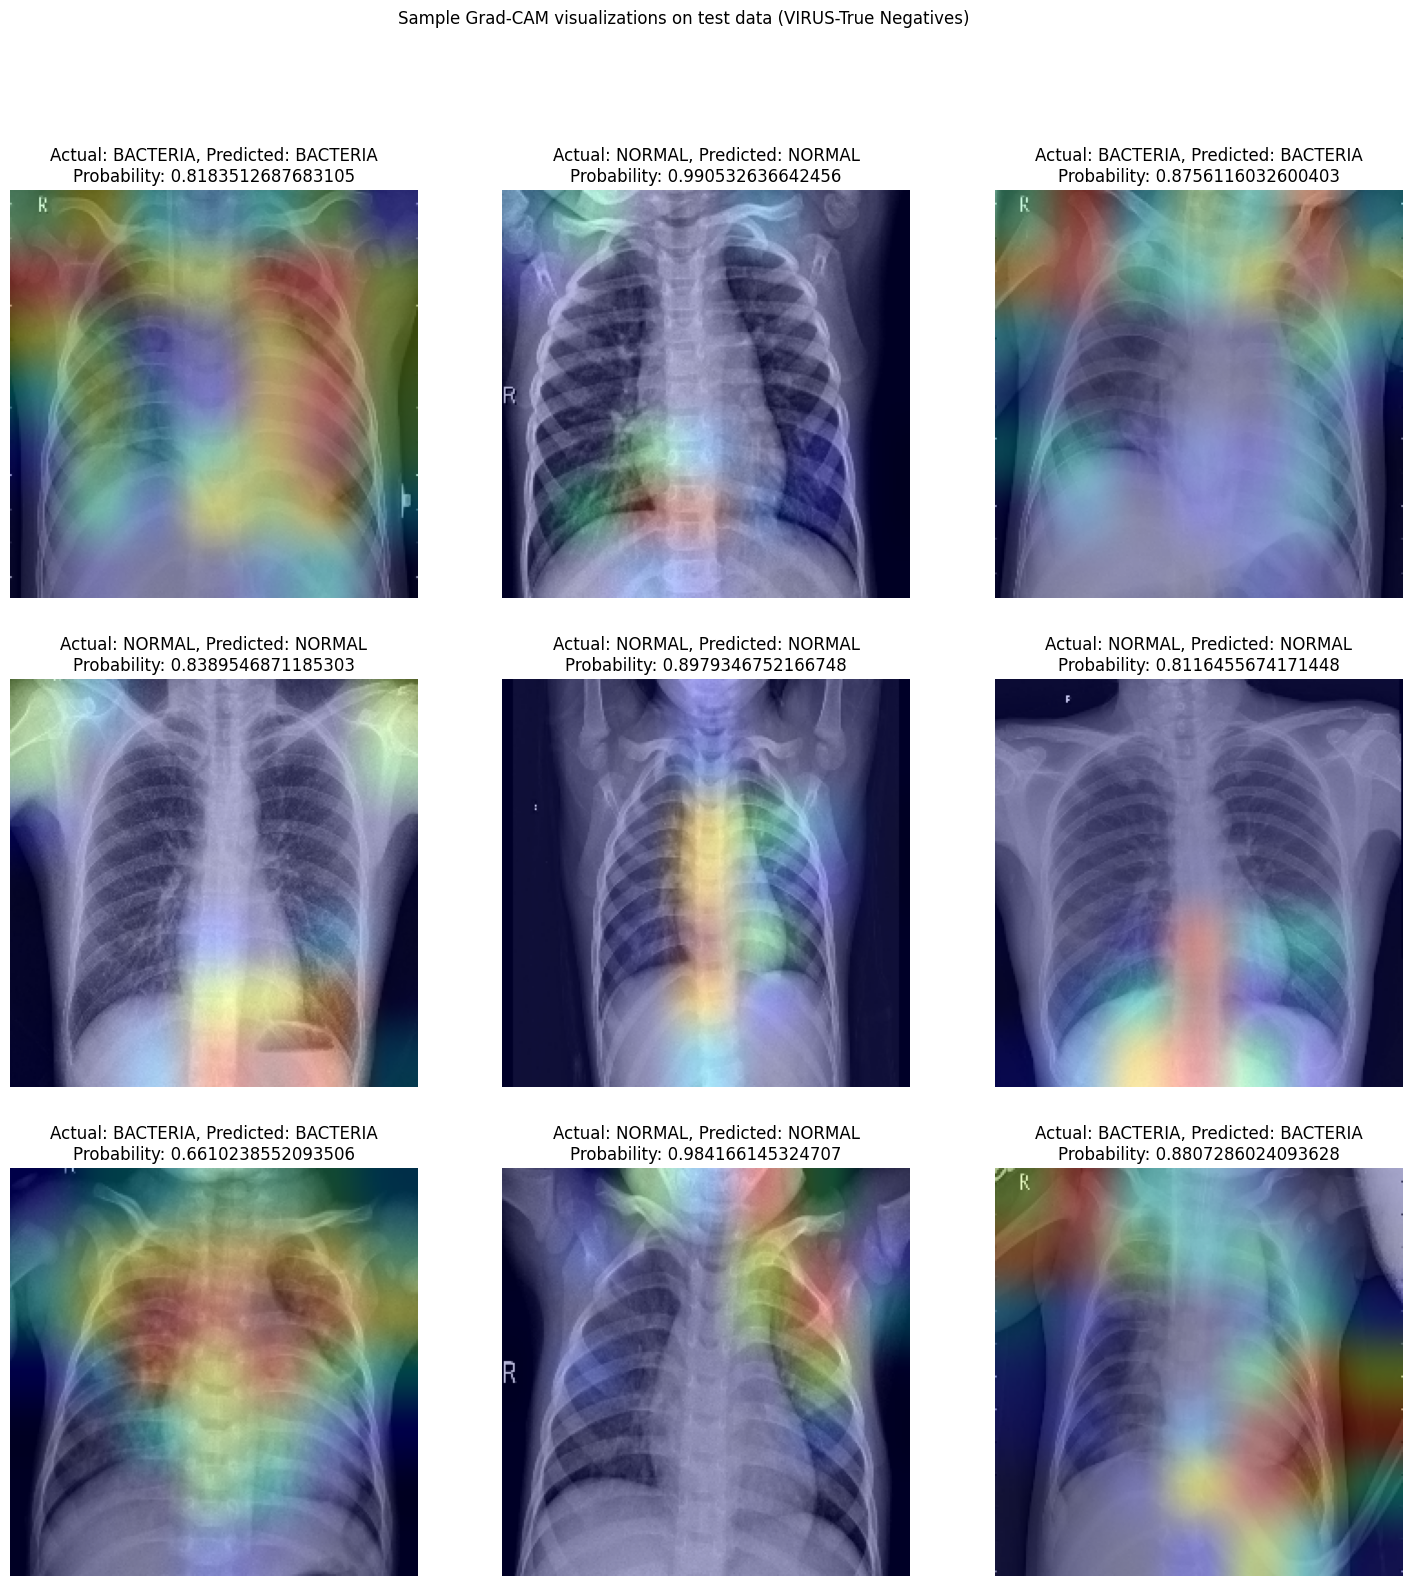 Sample Grad-CAM visualizations on test data (VIRUS-True Negatives)
Actual: BACTERIA, Predicted: BACTERIA
Probability: 0.8183512687683105
Actual: NORMAL, Predicted: NORMAL
Probability: 0.990532636642456
Actual: BACTERIA, Predicted: BACTERIA
Probability: 0.8756116032600403
R
R
R
Actual: NORMAL, Predicted: NORMAL
Probability: 0.8389546871185303
Actual: NORMAL, Predicted: NORMAL
Probability: 0.8979346752166748
Actual: NORMAL, Predicted: NORMAL
Probability: 0.8116455674171448
Actual: BACTERIA, Predicted: BACTERIA
Probability: 0.6610238552093506
Actual: NORMAL, Predicted: NORMAL
Probability: 0.984166145324707
Actual: BACTERIA, Predicted: BACTERIA
Probability: 0.8807286024093628
R
R